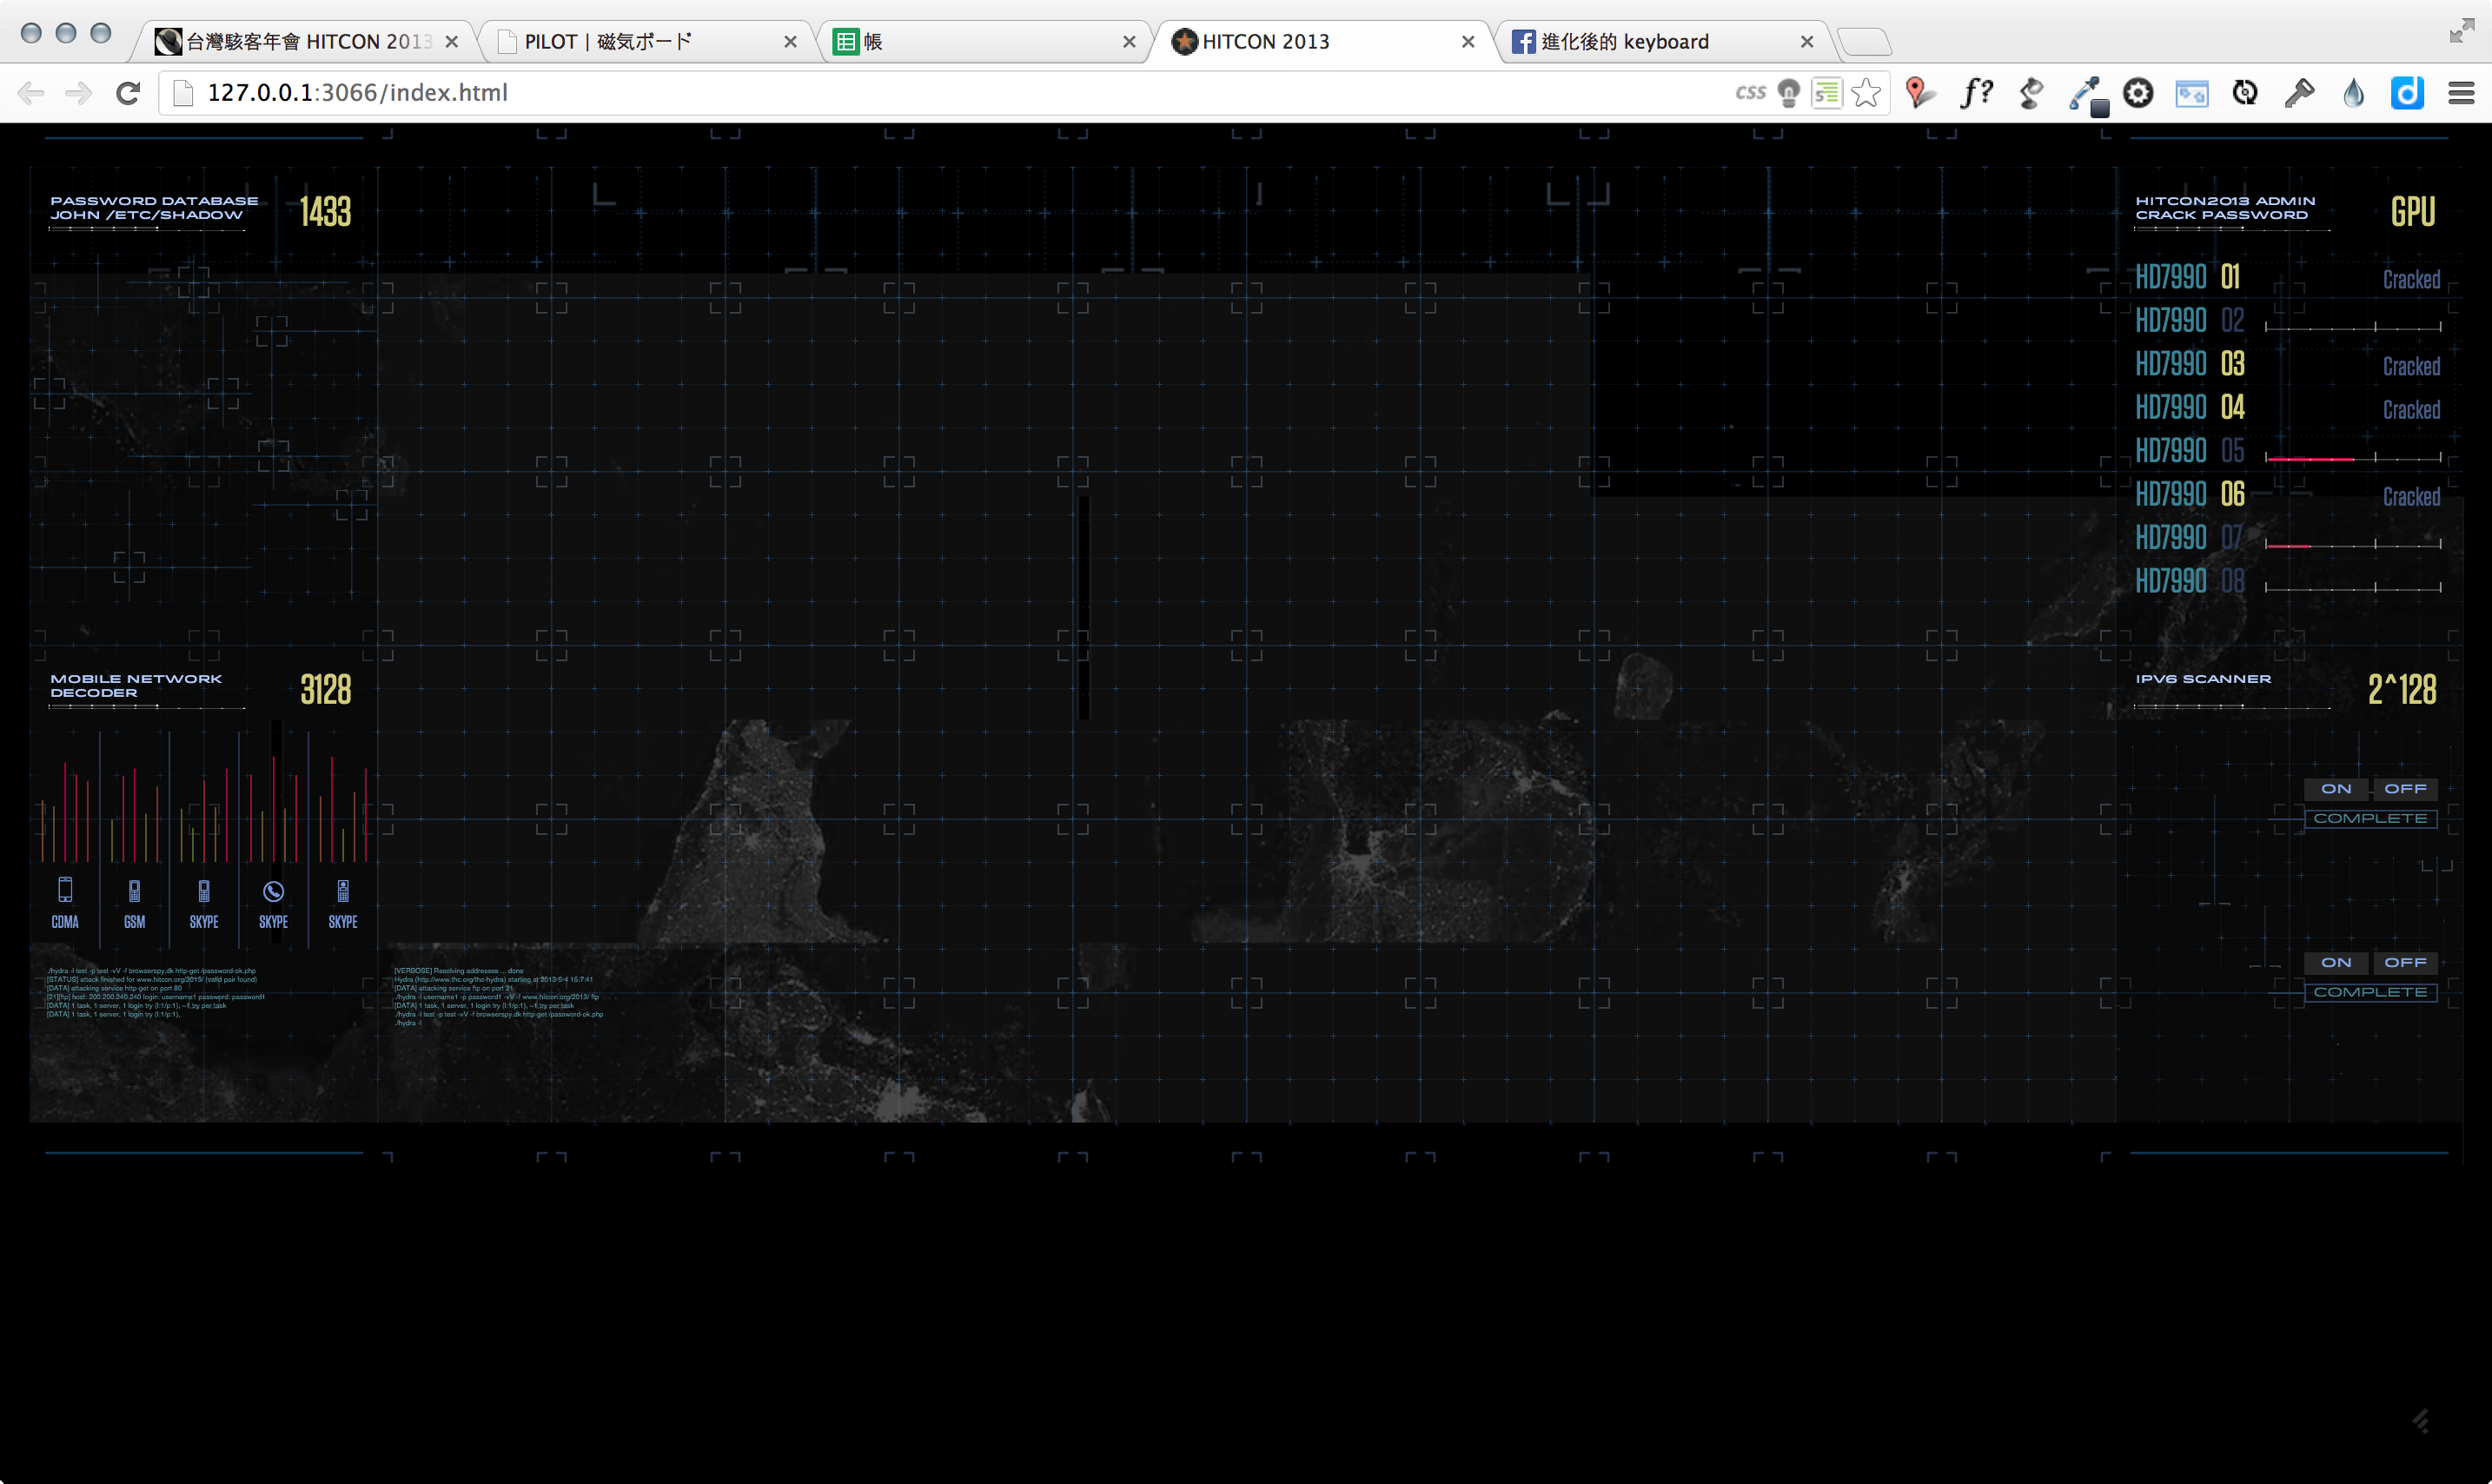 台灣駭客年會 HITCON 2013
PILOT | 磁気ボード
帳
HITCON 2013
進化後的 keyboard
127.0.0.1:3066/index.html
CSS
f?
PASSWORD DATABASE
JOHN /ETC/SHADOW
1433
HITCON2013 ADMIN
CRACK PASSWORD
GPU
HD7990 01 Cracked
HD7990 02
HD7990 03 Cracked
HD7990 04 Cracked
HD7990 05
HD7990 06 Cracked
HD7990 07
HD7990 08
MOBILE NETWORK
DECODER
3128
IPV6 SCANNER
2^128
CDMA
GSM
SKYPE
SKYPE
SKYPE
ON OFF
COMPLETE
ON OFF
COMPLETE
./hydra -l test -p test -vV -f browserspy.dk http-get /password-ok.php
[STATUS] attack finished for www.hitcon.org/2013/ (valid pair found)
[DATA] attacking service http-get on port 80
[21][ftp] host: 200.200.240.240 login: username1 password: password1
[DATA] 1 task, 1 server, 1 login try (l:1/p:1), ~1 try per task
[DATA] 1 task, 1 server, 1 login try (l:1/p:1),
[VERBOSE] Resolving addresses ... done
Hydra (http://www.thc.org/thc-hydra) starting at 2013-5-4 15:7:41
[DATA] attacking service ftp on port 21
./hydra -l username1 -p password1 -vV -f www.hitcon.org/2013/ ftp
[DATA] 1 task, 1 server, 1 login try (l:1/p:1), ~1 try per task
./hydra -l test -p test -vV -f browserspy.dk http-get /password-ok.php
./hydra -l